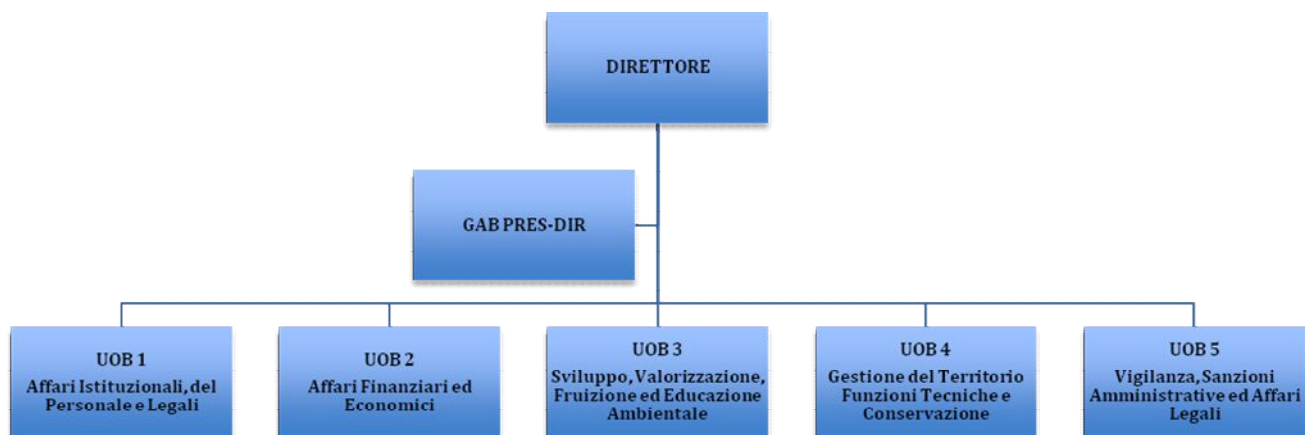 DIRETTORE
GAB PRES-DIR
UOB 1
Affari Istituzionali, del
Personale e Legali
UOB 2
Affari Finanziari ed
Economici
UOB 3
Sviluppo, Valorizzazione,
Fruizione ed Educazione
Ambientale
UOB 4
Gestione del Territorio
Funzioni Tecniche e
Conservazione
UOB 5
Vigilanza, Sanzioni
Amministrative ed Affari
Legali